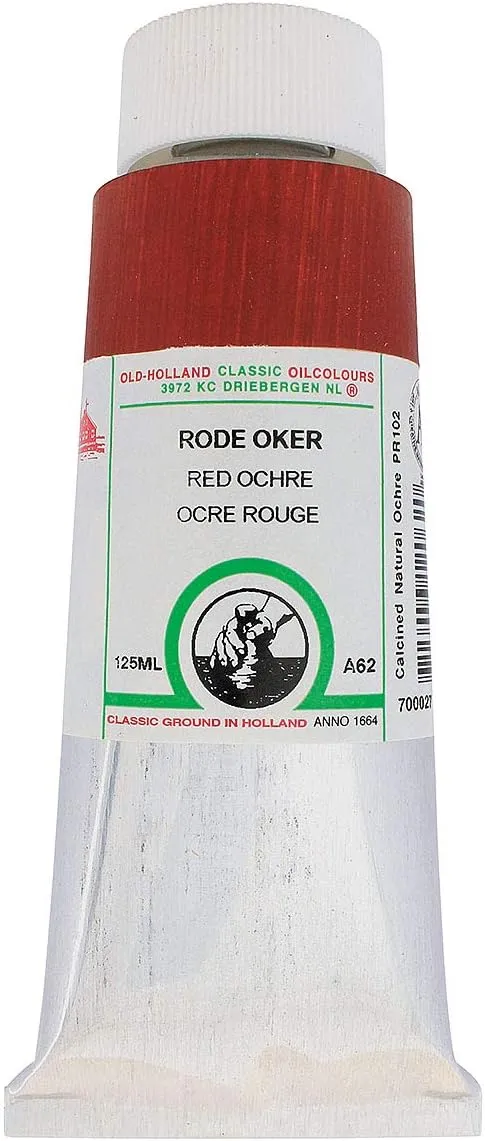 OLD-HOLLAND CLASSIC OILCOLOURS
3972 KC DRIEBERGEN NL ®
RODE OKER
RED OCHRE
OCRE ROUGE
125ML
A62
CLASSIC GROUND IN HOLLAND ANNO 1664
Calcined Natural Ochre PR102